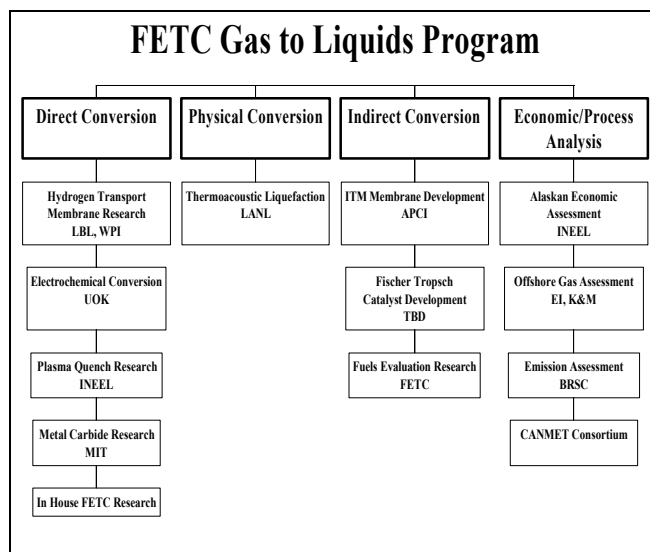 FETC Gas to Liquids Program
Direct Conversion
Physical Conversion
Indirect Conversion
Economic/Process
Analysis
Hydrogen Transport
Membrane Research
LBL, WPI
Thermoacoustic Liquefaction
LANL
ITM Membrane Development
APCI
Alaskan Economic
Assessment
INEEL
Electrochemical Conversion
UOK
Fischer Tropsch
Catalyst Development
TBD
Offshore Gas Assessment
EI, K&M
Plasma Quench Research
INEEL
Fuels Evaluation Research
FETC
Emission Assessment
BRSC
Metal Carbide Research
MIT
CANMET Consortium
In House FETC Research